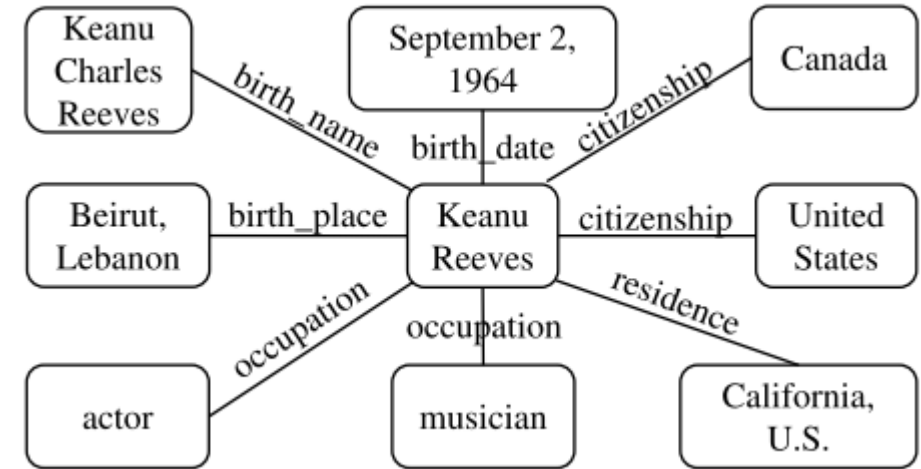 Keanu
Charles
Reeves
September 2,
1964
Canada
birth_name
birth_date
citizenship
Beirut,
Lebanon
birth_place
Keanu
Reeves
citizenship
United
States
occupation
occupation
residence
actor
musician
California,
U.S.